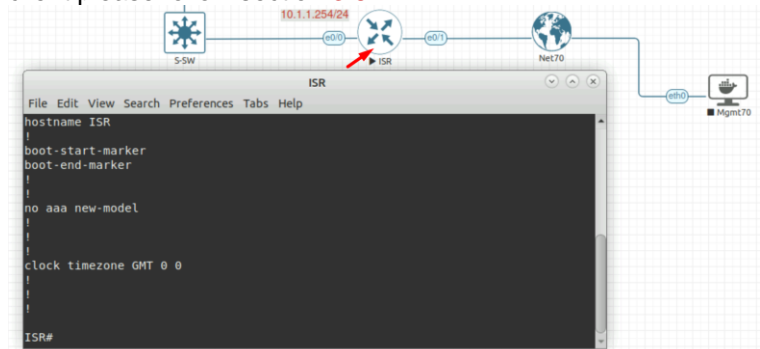 10.1.1.254/24
e0/0
e0/1
S-SW
ISR
Net70
eth0
Mgmt70
ISR
File Edit View Search Preferences Tabs Help
hostname ISR
!
boot-start-marker
boot-end-marker
!
!
no aaa new-model
!
!
!
clock timezone GMT 0 0
!
!
!
ISR#